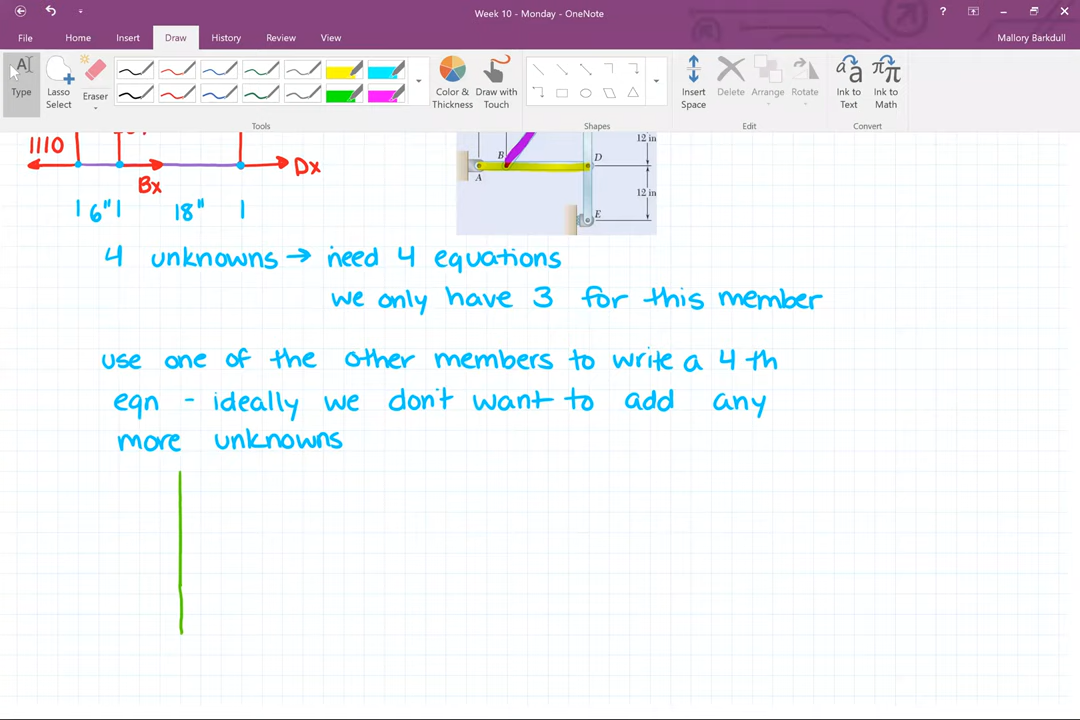 Week 10 - Monday - OneNote
?
Mallory Barkdull
File Home Insert Draw History Review View
A
Type
Lasso Select
Eraser
Color & Thickness
Draw with Touch
Insert Space
Delete
Arrange
Rotate
Ink to Text
Ink to Math
Tools
Shapes
Convert
1110
Bx
Dx
6" 18"
12 in
B
D
A
12 in
E
4 unknowns → need 4 equations
we only have 3 for this member
use one of the other members to write a 4th
eqn - ideally we don't want to add any
more unknowns